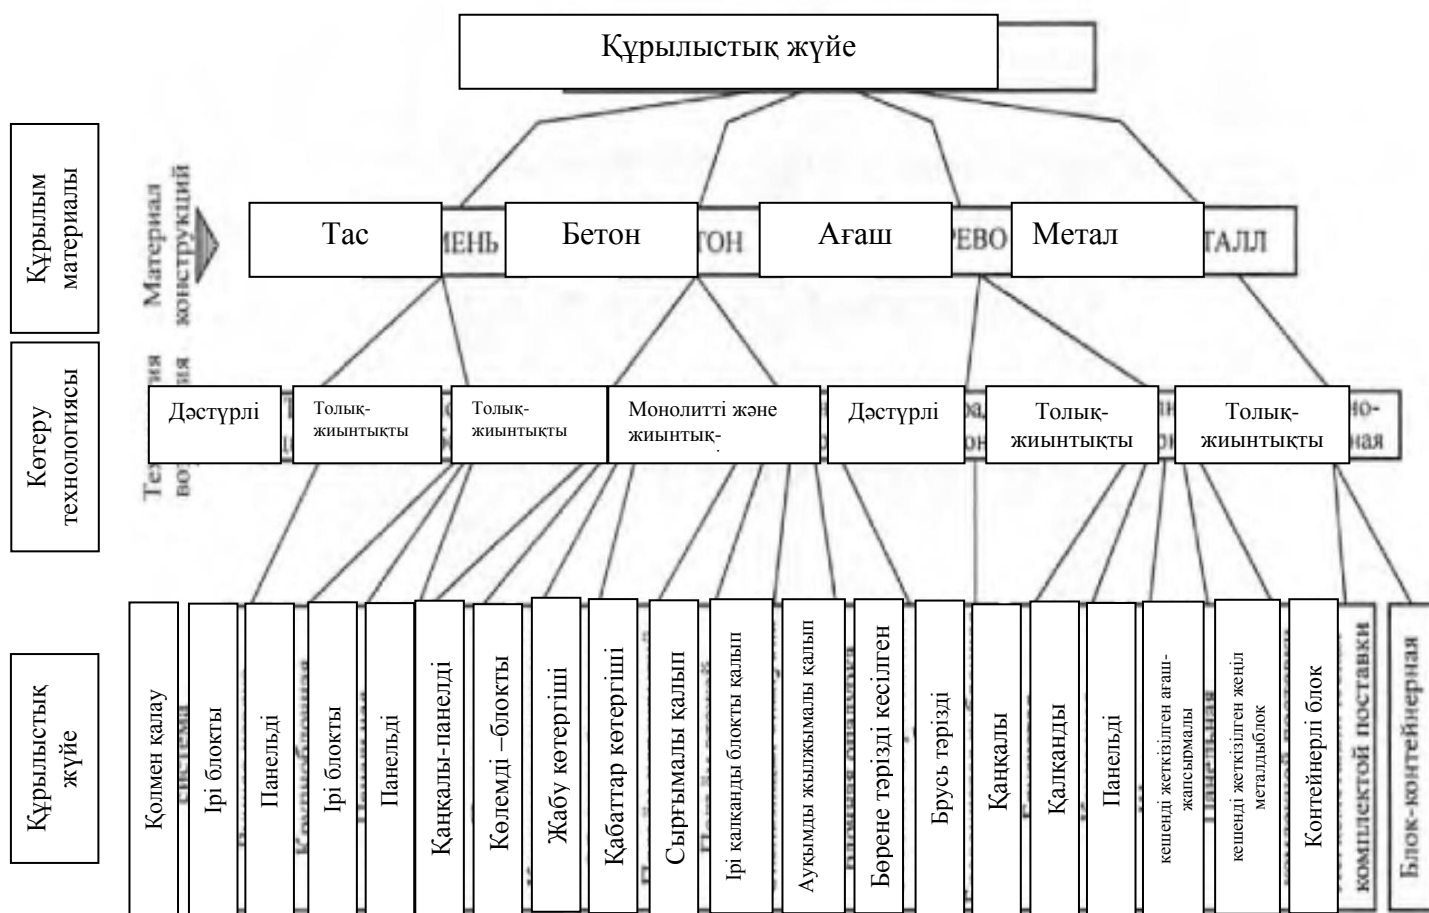 Құрылыстық жүйе
Құрылым
материалы
Материал
конструкций
Тас
Бетон
Ағаш
Метал
Көтеру
технологиясы
Дәстүрлі
Толық-
жиынтықты
Толық-
жиынтықты
Монолитті және
жиынтық-
Дәстүрлі
Толық-
жиынтықты
Толық-
жиынтықты
Құрылыстық
жүйе
Қолмен қалау
Ірі блокты
Панельді
Ірі блокты
Панельді
Қаңқалы-панелді
Көлемді –блокты
Жабу көтергіші
Қабаттар көтергіші
Сырғымалы қалып
Ірі қалқанды блокты қалып
Ауқымды жылжымалы қалып
Бөрене тәрізді кесілген
Брусь тәрізді
Қаңқалы
Қалқанды
Панельді
кешенді жеткізілген ағаш-
жапсырмалы
кешенді жеткізілген жеңіл
металдыблок
Контейнерлі блок
комплектой поставки
Блок-контейнерная